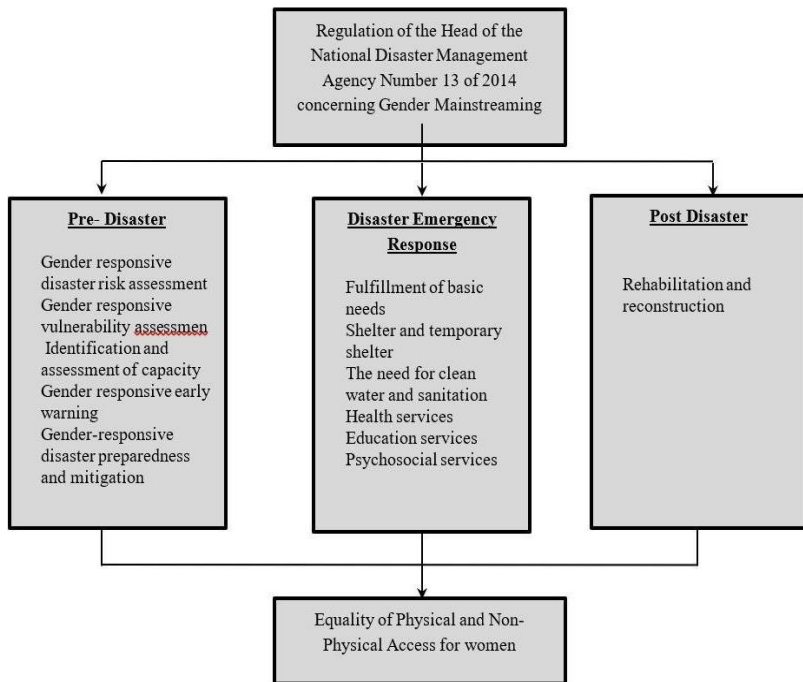 Regulation of the Head of the
National Disaster Management
Agency Number 13 of 2014
concerning Gender Mainstreaming
Pre- Disaster
Gender responsive
disaster risk assessment
Gender responsive
vulnerability assessmen
Identification and
assessment of capacity
Gender responsive early
warning
Gender-responsive
disaster preparedness
and mitigation
Disaster Emergency
Response
Fulfillment of basic
needs
Shelter and temporary
shelter
The need for clean
water and sanitation
Health services
Education services
Psychosocial services
Post Disaster
Rehabilitation and
reconstruction
Equality of Physical and Non-
Physical Access for women